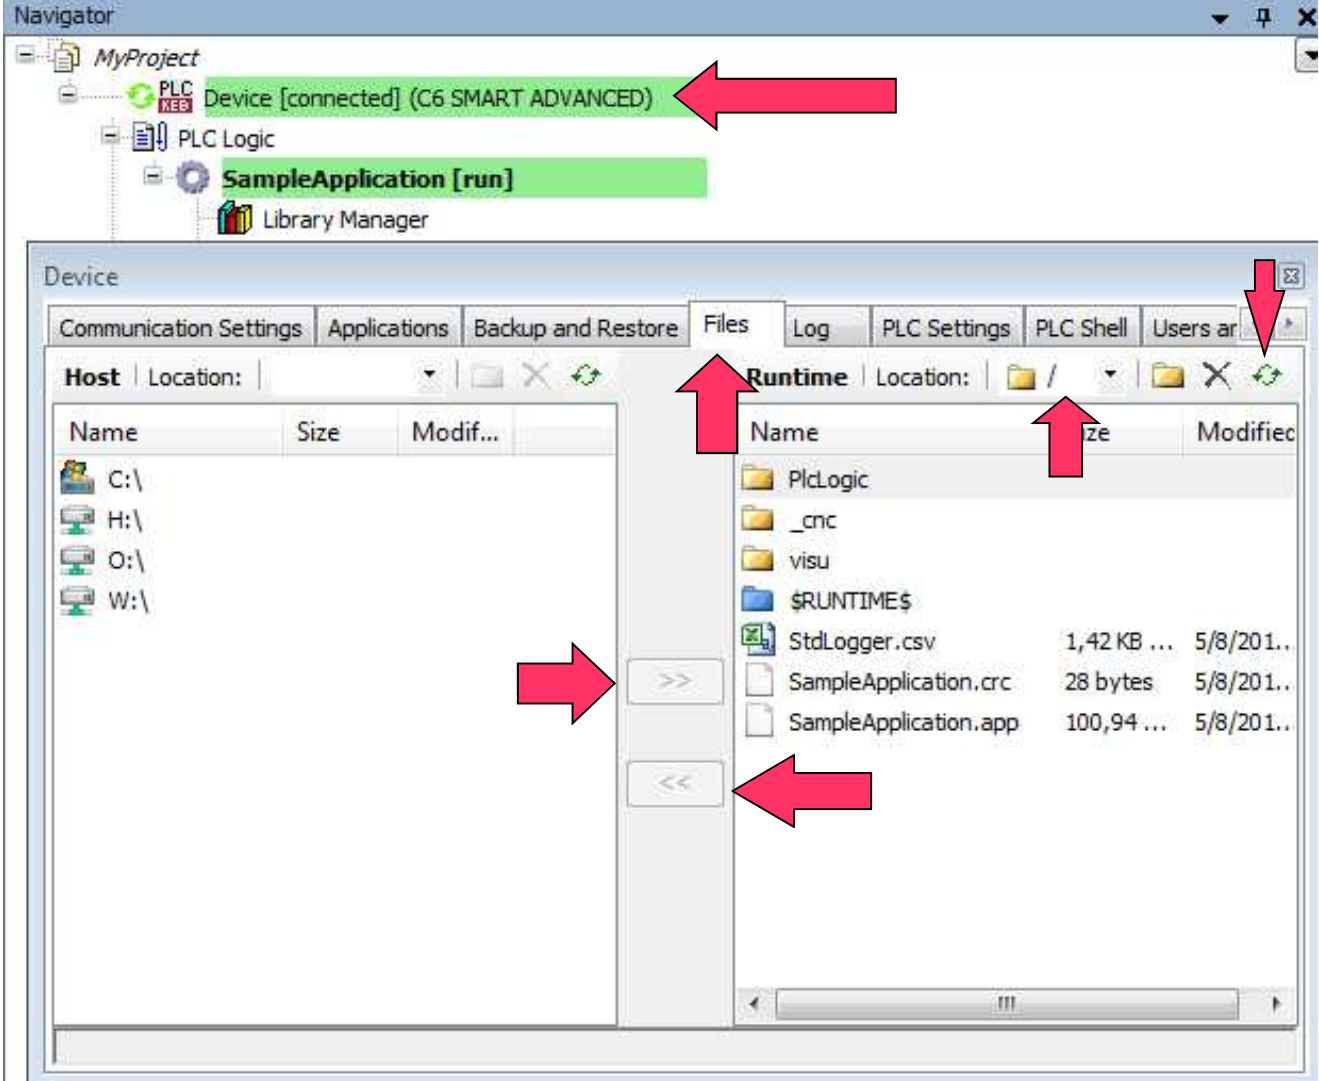 Navigator
MyProject
PLC
KEB
Device [connected] (C6 SMART ADVANCED)
PLC Logic
SampleApplication [run]
Library Manager
Device
Communication Settings Applications Backup and Restore Files Log PLC Settings PLC Shell Users ar
Host Location: Runtime Location: /
Name Size Modif... Name ize Modified
C:\ PlcLogic
H:\ _cnc
O:\ visu
W:\ $RUNTIME$
StdLogger.csv 1,42 KB ... 5/8/201..
>> SampleApplication.crc 28 bytes 5/8/201..
SampleApplication.app 100,94 ... 5/8/201..
<<